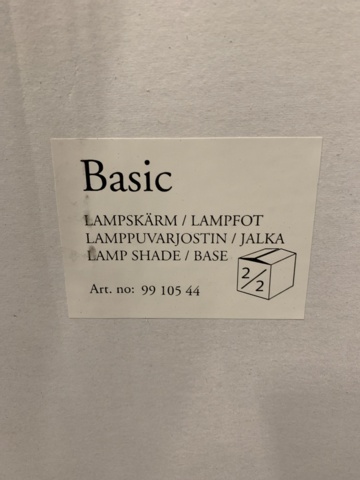 Basic
LAMPSKÄRM / LAMPFOT
LAMPPUVARJOSTIN / JALKA
LAMP SHADE / BASE
2/2
Art. no: 99 105 44